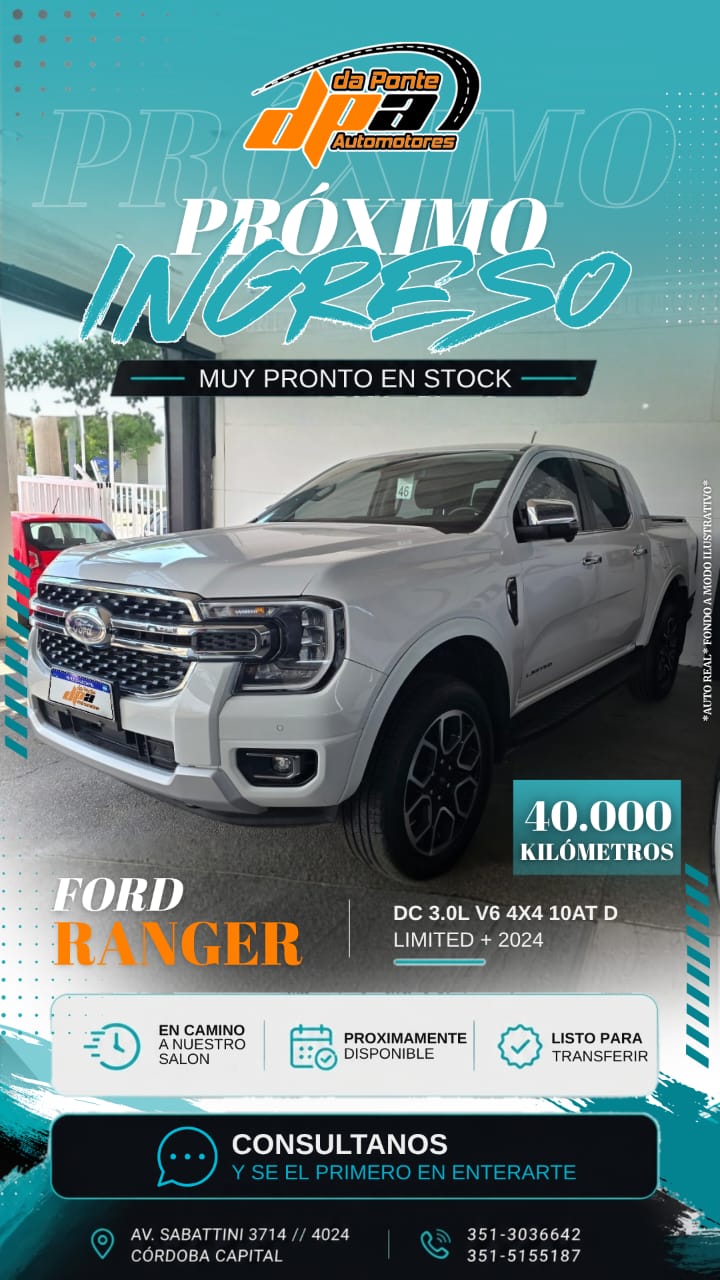 da Ponte
dpa
Automotores
PRÓXIMO
PRÓXIMO
INGRESO
MUY PRONTO EN STOCK
46
Ford
dpa
LIMITED
*AUTO REAL* FONDO A MODO ILUSTRATIVO*
40.000
KILÓMETROS
FORD
RANGER
DC 3.0L V6 4X4 10AT D
LIMITED + 2024
EN CAMINO
A NUESTRO
SALON
PROXIMAMENTE
DISPONIBLE
LISTO PARA
TRANSFERIR
CONSULTANOS
Y SE EL PRIMERO EN ENTERARTE
AV. SABATTINI 3714 // 4024
CÓRDOBA CAPITAL
351-3036642
351-5155187